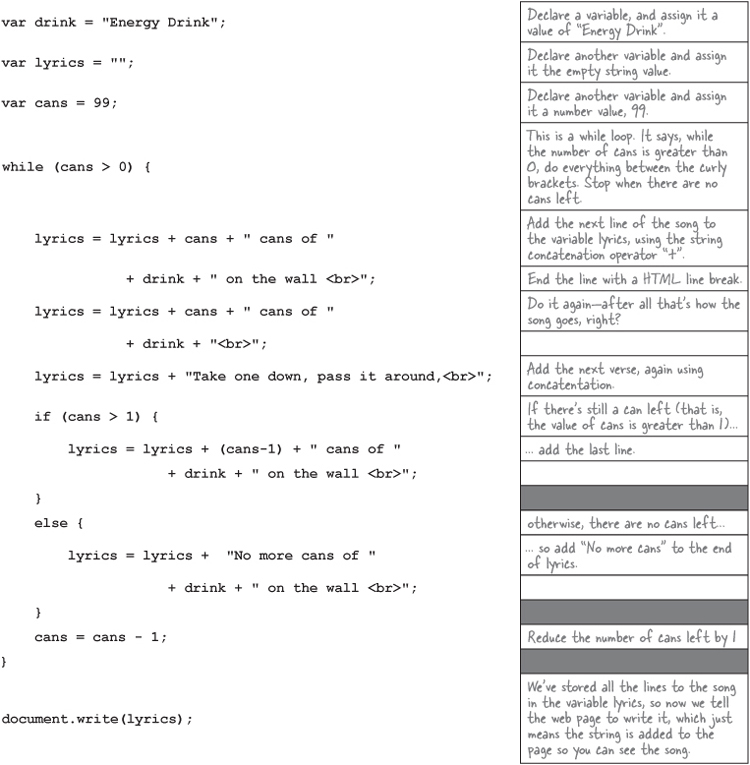 var drink = "Energy Drink";
Declare a variable, and assign it a
value of "Energy Drink".
var lyrics = "";
Declare another variable and assign
it the empty string value.
var cans = 99;
Declare another variable and assign
it a number value, 99.
while (cans > 0) {
This is a while loop. It says, while
the number of cans is greater than
0, do everything between the curly
brackets. Stop when there are no
cans left.
lyrics = lyrics + cans + " cans of "
Add the next line of the song to
the variable lyrics, using the string
concatenation operator "+".
+ drink + " on the wall <br>";
End the line with a HTML line break.
lyrics = lyrics + cans + " cans of "
Do it again—after all that's how the
song goes, right?
+ drink + "<br>";
lyrics = lyrics + "Take one down, pass it around,<br>";
Add the next verse, again using
concatentation.
if (cans > 1) {
If there's still a can left (that is,
the value of cans is greater than 1)...
lyrics = lyrics + (cans-1) + " cans of "
... add the last line.
+ drink + " on the wall <br>";
}
else {
otherwise, there are no cans left...
lyrics = lyrics +  "No more cans of "
... so add "No more cans" to the end
of lyrics.
+ drink + " on the wall <br>";
}
cans = cans - 1;
Reduce the number of cans left by 1
}
document.write(lyrics);
We've stored all the lines to the song
in the variable lyrics, so now we tell
the web page to write it, which just
means the string is added to the
page so you can see the song.